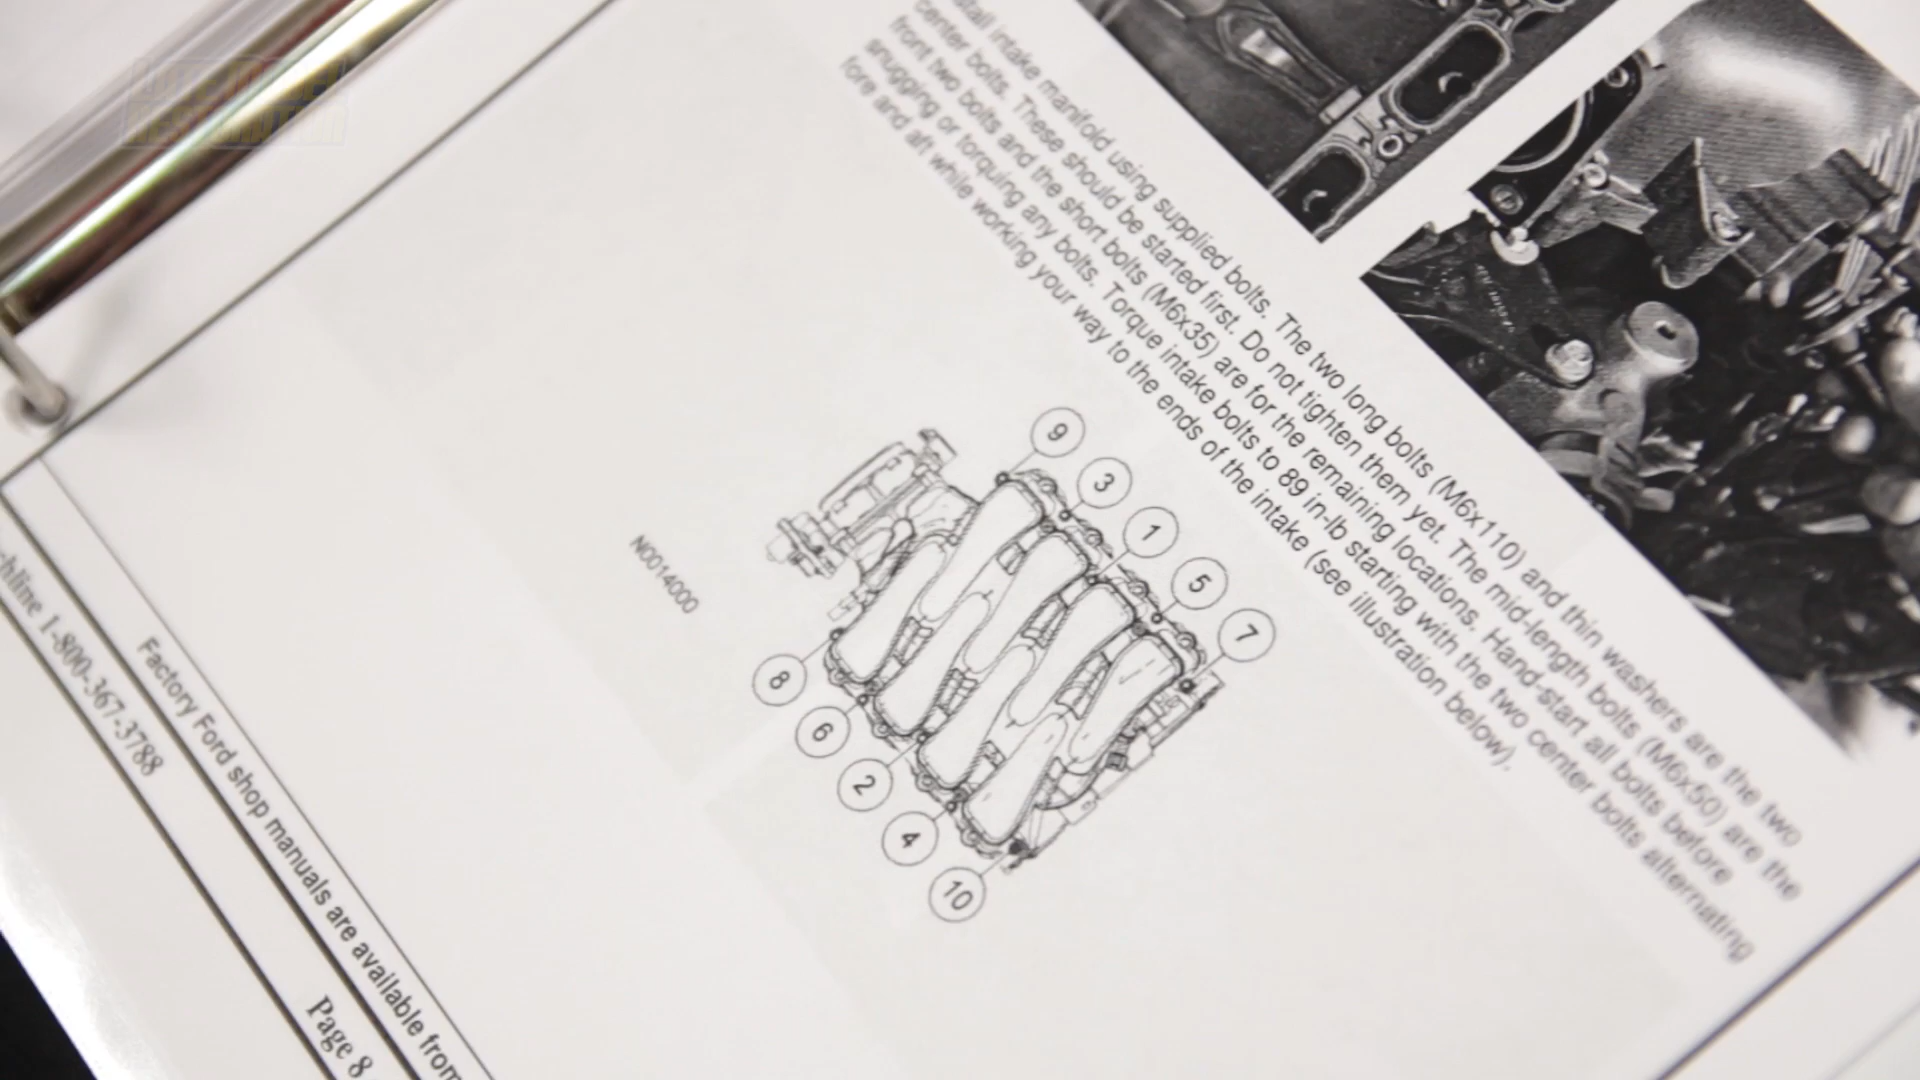 stall intake manifold using supplied bolts. The two long bolts (M6x110) and thin washers are the two
center bolts. These should be started first. Do not tighten them yet. The mid-length bolts (M6x50) are the
front two bolts and the short bolts (M6x35) are for the remaining locations. Hand-start all bolts before
snugging or torquing any bolts. Torque intake bolts to 89 in-lb starting with the two center bolts alternating
fore and aft while working your way to the ends of the intake (see illustration below).
9
3
1
5
7
8
6
2
4
10
N0014000
Factory Ford shop manuals are available from
hline 1-800-367-3788
Page 8